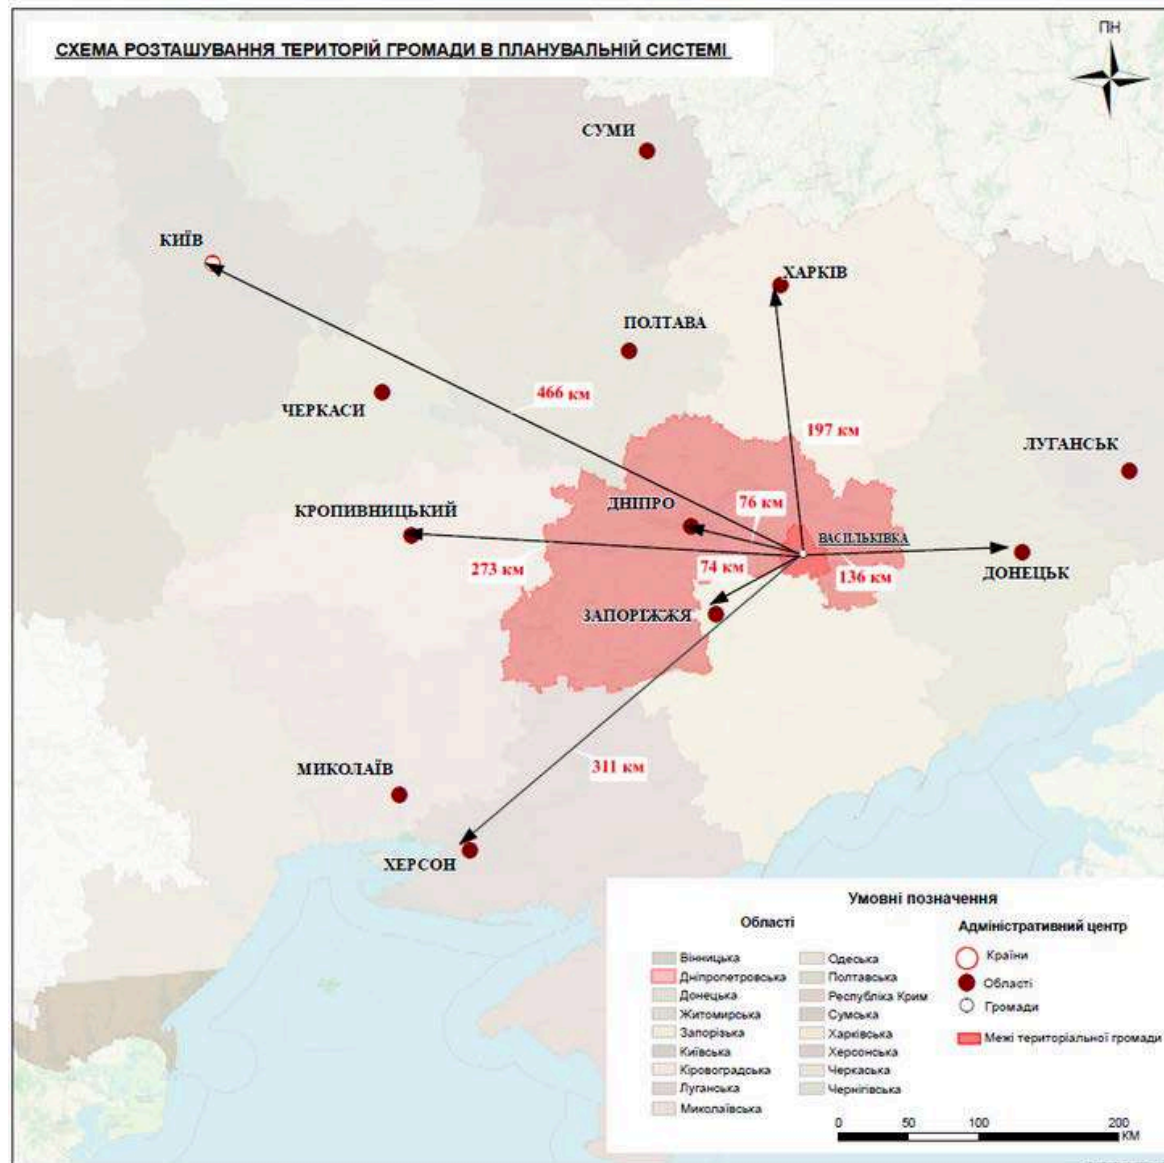 СХЕМА РОЗТАШУВАННЯ ТЕРИТОРІЙ ГРОМАДИ В ПЛАНУВАЛЬНІЙ СИСТЕМІ
ПН
СУМИ
КИЇВ
ХАРКІВ
ПОЛТАВА
466 км
ЧЕРКАСИ
197 км
ЛУГАНСЬК
ДНІПРО
76 км
КРОПИВНИЦЬКИЙ
ВАСИЛЬКІВКА
273 км
74 км
136 км
ДОНЕЦЬК
ЗАПОРІЖЖЯ
311 км
МИКОЛАЇВ
ХЕРСОН
Умовні позначення
Області
Вінницька
Дніпропетровська
Донецька
Житомирська
Запорізька
Київська
Кіровоградська
Луганська
Миколаївська
Одеська
Полтавська
Республіка Крим
Сумська
Харківська
Херсонська
Черкаська
Чернігівська
Адміністративний центр
Країни
Області
Громади
Межі територіальної громади
0 50 100 200
КМ